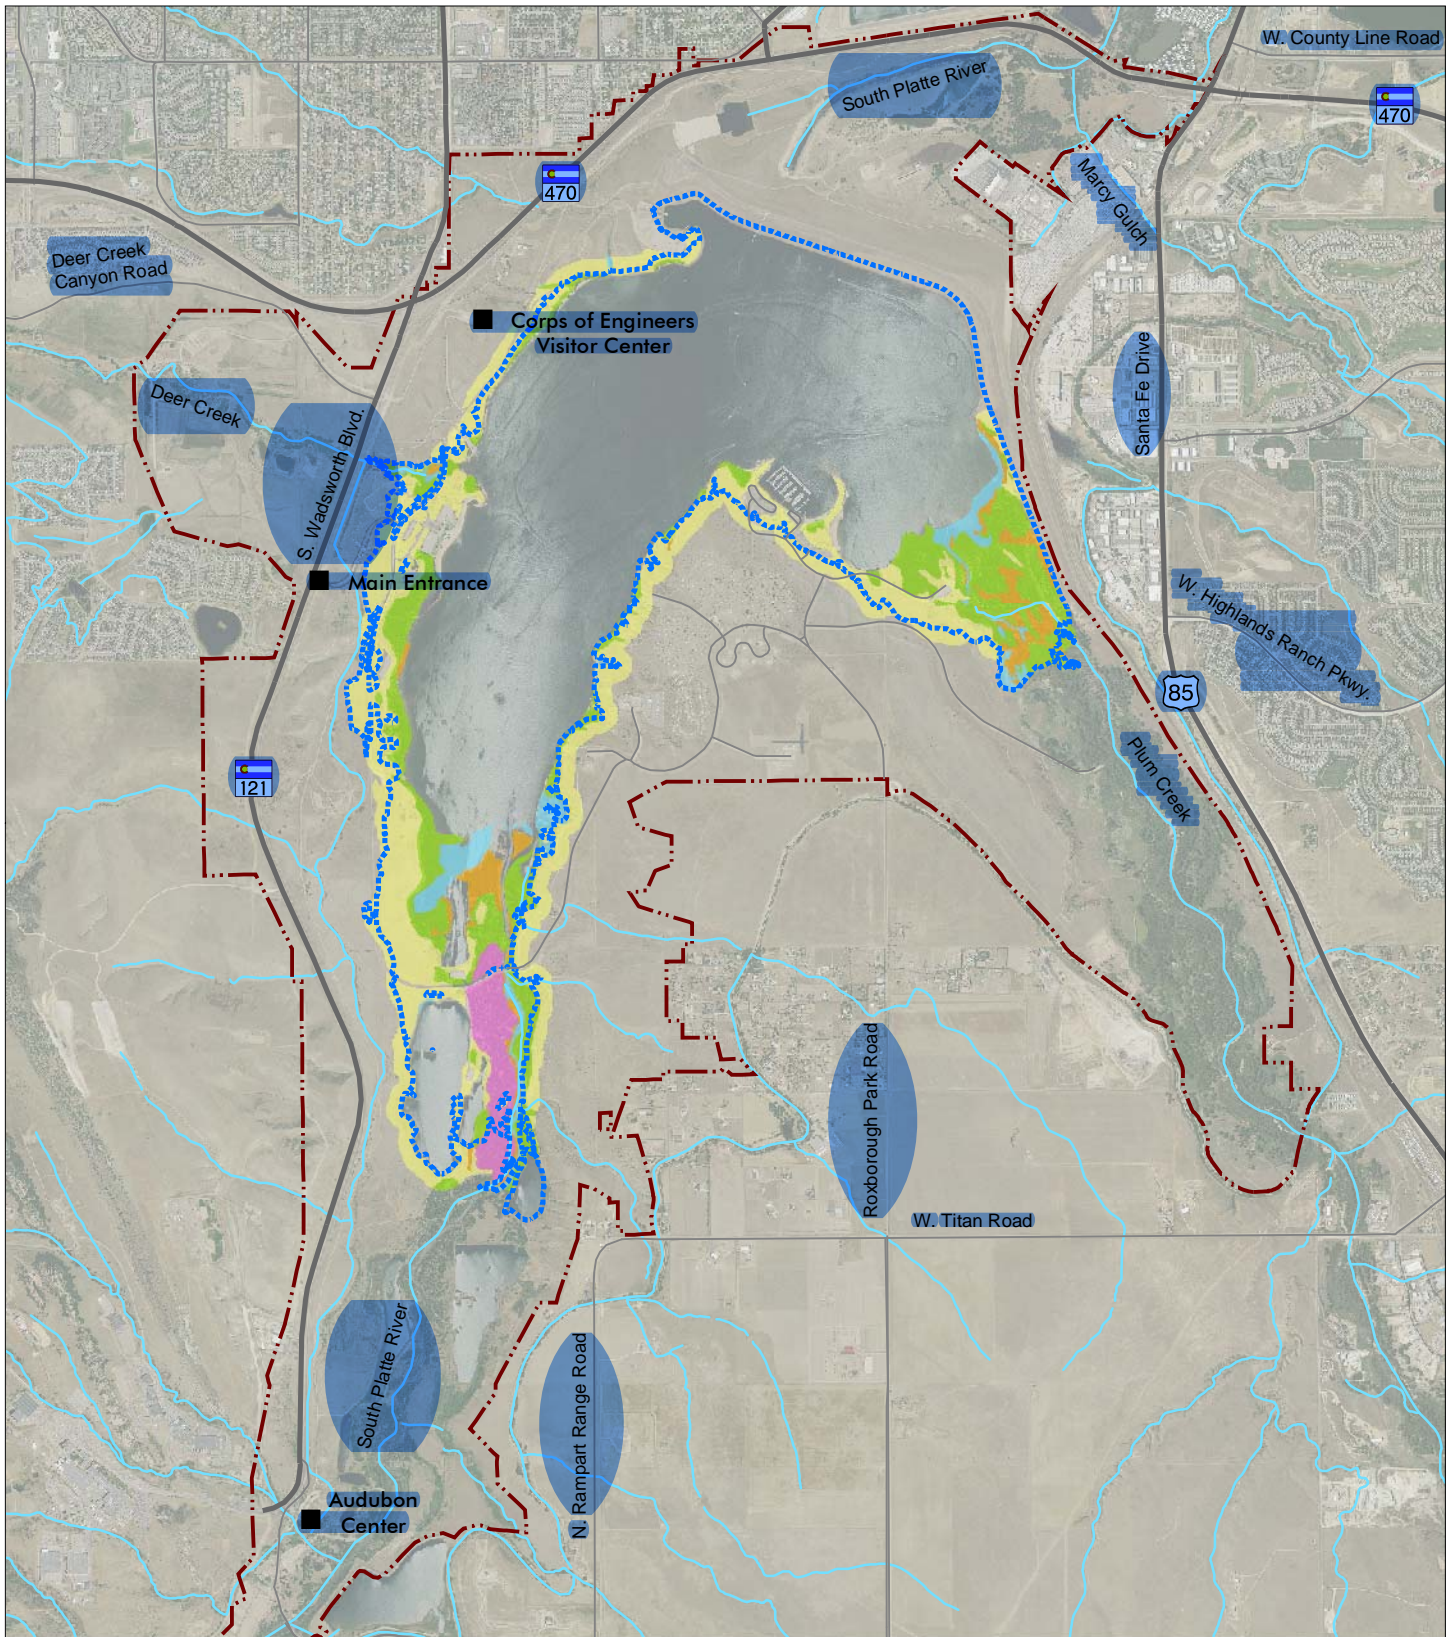 W. County Line Road
South Platte River
470
470
Marcy Gulch
Deer Creek
Canyon Road
Corps of Engineers
Visitor Center
Santa Fe Drive
Deer Creek
S. Wadsworth Blvd.
Main Entrance
W. Highlands Ranch Pkwy.
85
121
Plum Creek
Roxborough Park Road
W. Titan Road
South Platte River
N. Rampart Range Road
Audubon
Center